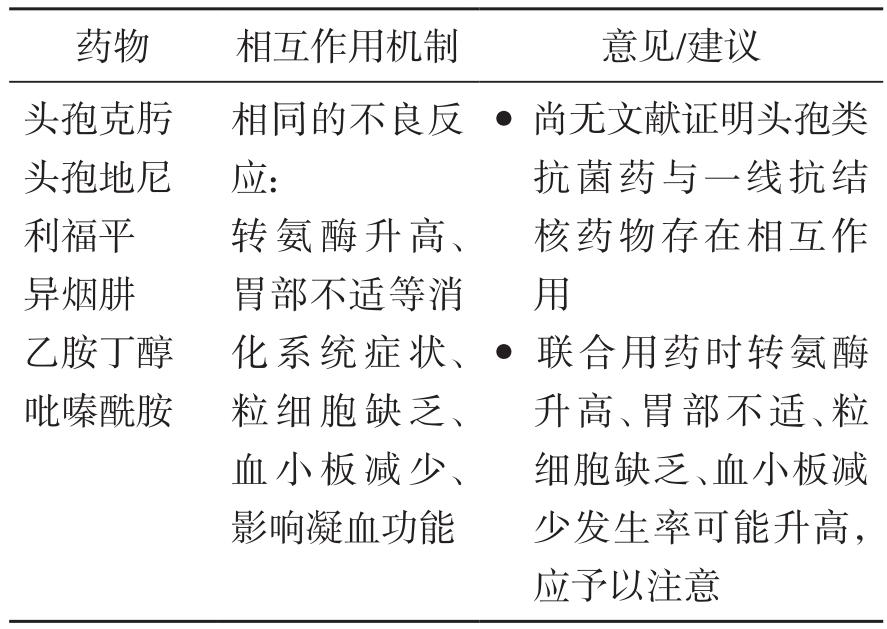 药物 相互作用机制 意见/建议
头孢克肟 相同的不良反 • 尚无文献证明头孢类
头孢地尼 应: 抗菌药与一线抗结
利福平 转氨酶升高、 核药物存在相互作
异烟肼 胃部不适等消 用
乙胺丁醇 化系统症状、 • 联合用药时转氨酶
吡嗪酰胺 粒细胞缺乏、 升高、胃部不适、粒
血小板减少、 细胞缺乏、血小板减
影响凝血功能 少发生率可能升高,
应予以注意